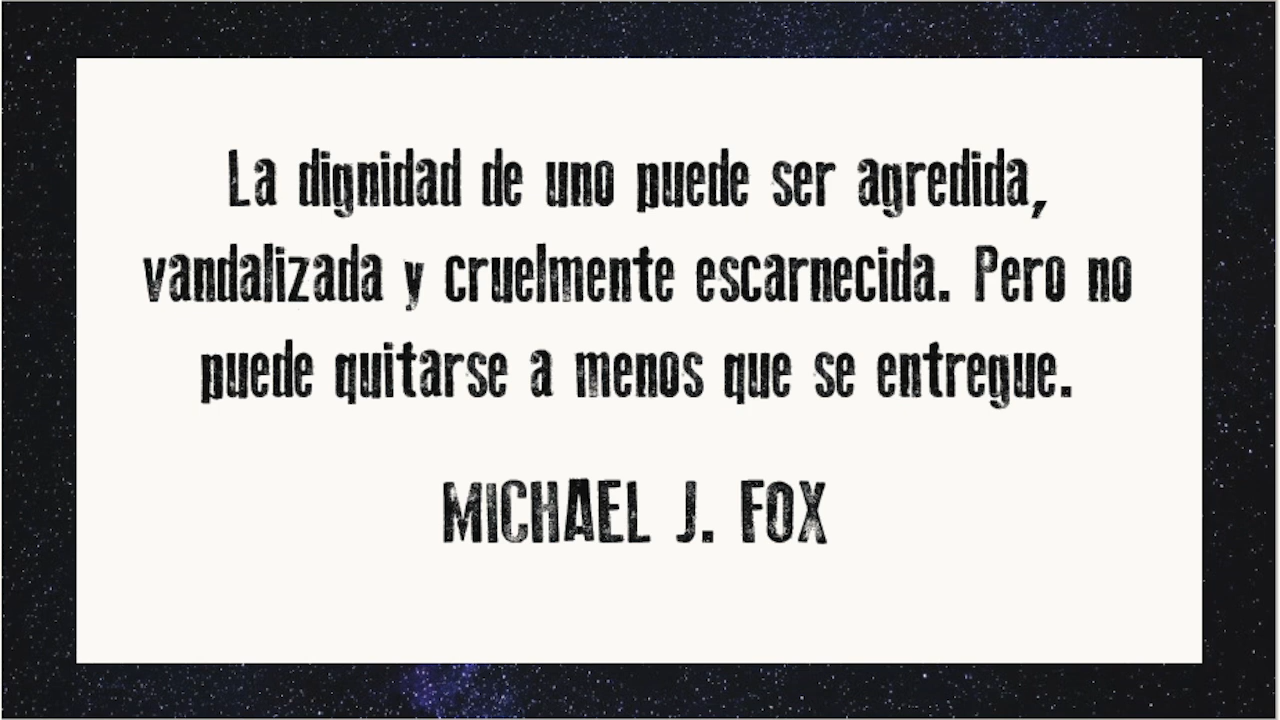 La dignidad de uno puede ser agredida,
vandalizada y cruelmente escarnecida. Pero no
puede quitarse a menos que se entregue.
MICHAEL J. FOX